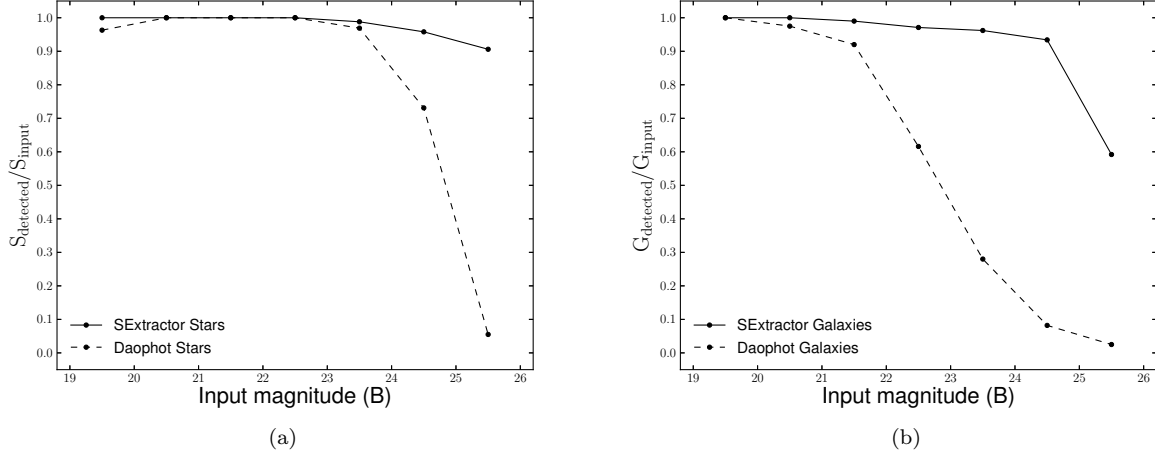 1.0
0.9
0.8
0.7
0.6
0.5
0.4
0.3
0.2
0.1
0.0
S_detected/S_input
SExtractor Stars
Daophot Stars
19 20 21 22 23 24 25 26
Input magnitude (B)
(a)
1.0
0.9
0.8
0.7
0.6
0.5
0.4
0.3
0.2
0.1
0.0
G_detected/G_input
SExtractor Galaxies
Daophot Galaxies
19 20 21 22 23 24 25 26
Input magnitude (B)
(b)